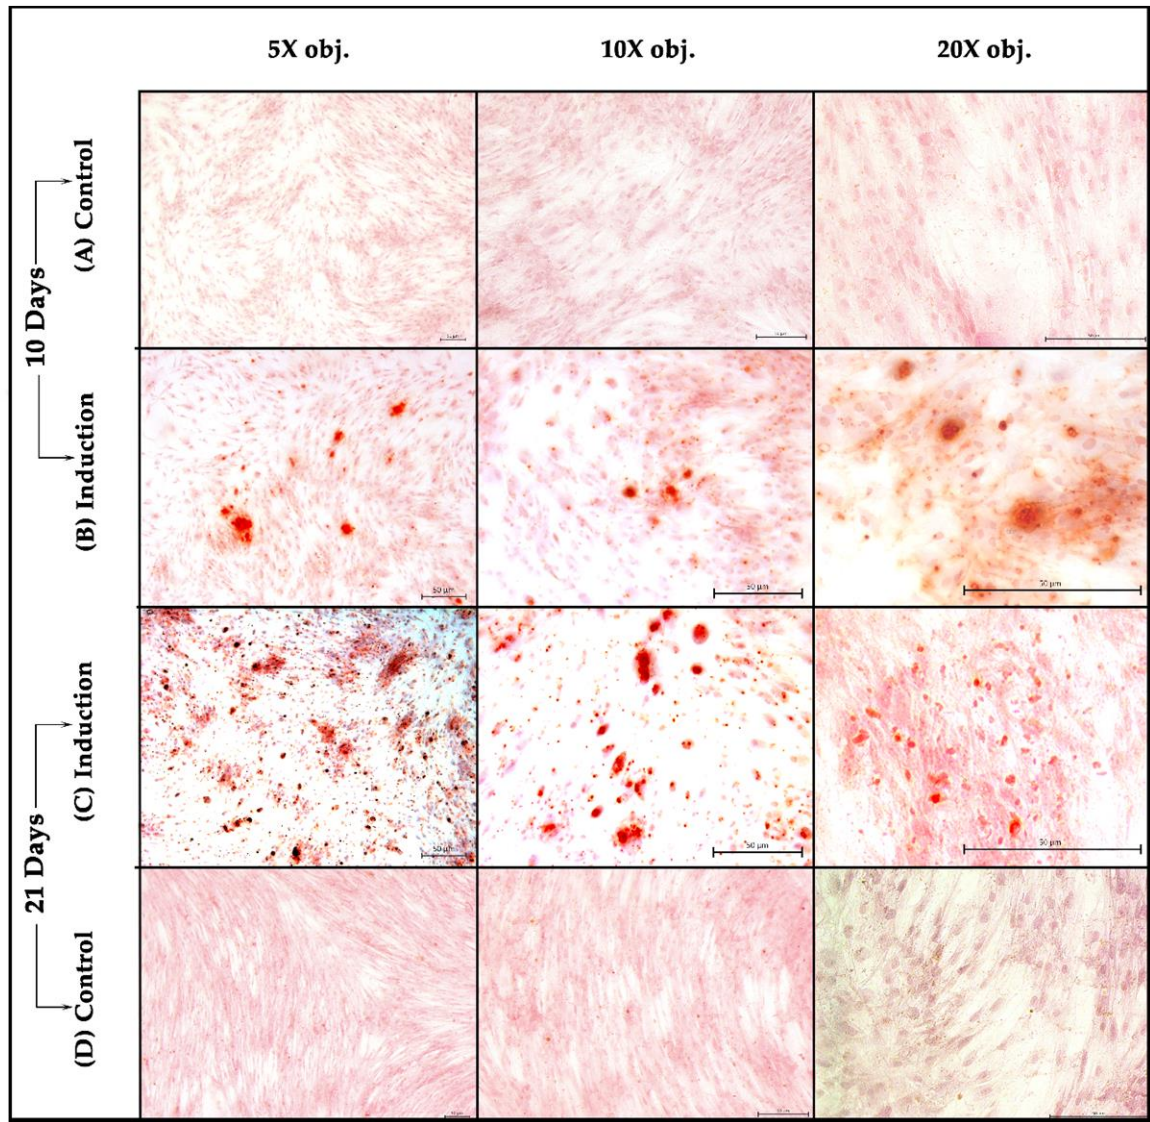 5X obj.
10X obj.
20X obj.
10 Days
(A) Control
(B) Induction
50 µm
50 µm
50 µm
21 Days
(C) Induction
50 µm
50 µm
50 µm
(D) Control